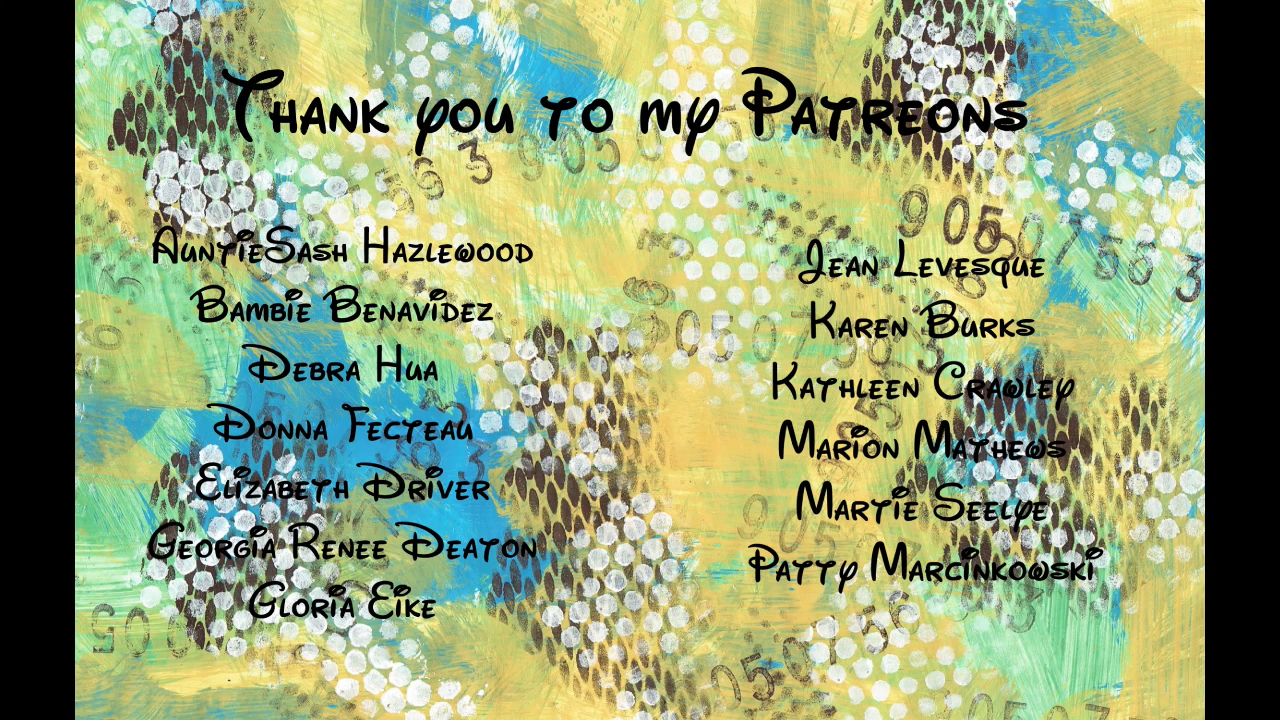 Thank you to my Patreons
AuntieSash Hazlewood
Bambie Benavidez
Debra Hua
Donna Fecteau
Elizabeth Driver
Georgia Renee Deaton
Gloria Eike
Jean Levesque
Karen Burks
Kathleen Crawley
Marion Mathews
Martie Seelye
Patty Marcinkowski